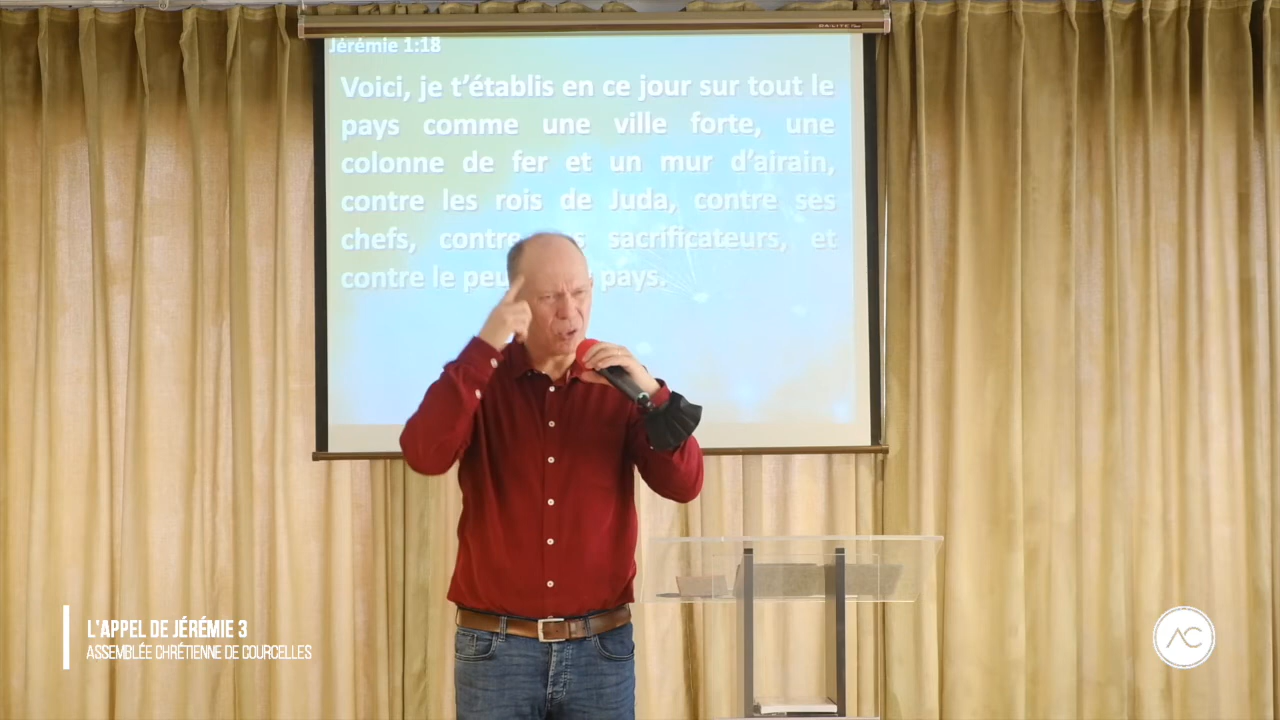 DA-LITE
Jérémie 1:18
Voici, je t'établis en ce jour sur tout le
pays comme une ville forte, une
colonne de fer et un mur d'airain,
contre les rois de Juda, contre ses
chefs, contre sacrificateurs, et
contre le pays.
L'APPEL DE JÉRÉMIE 3
ASSEMBLÉE CHRÉTIENNE DE COURCELLES
AC